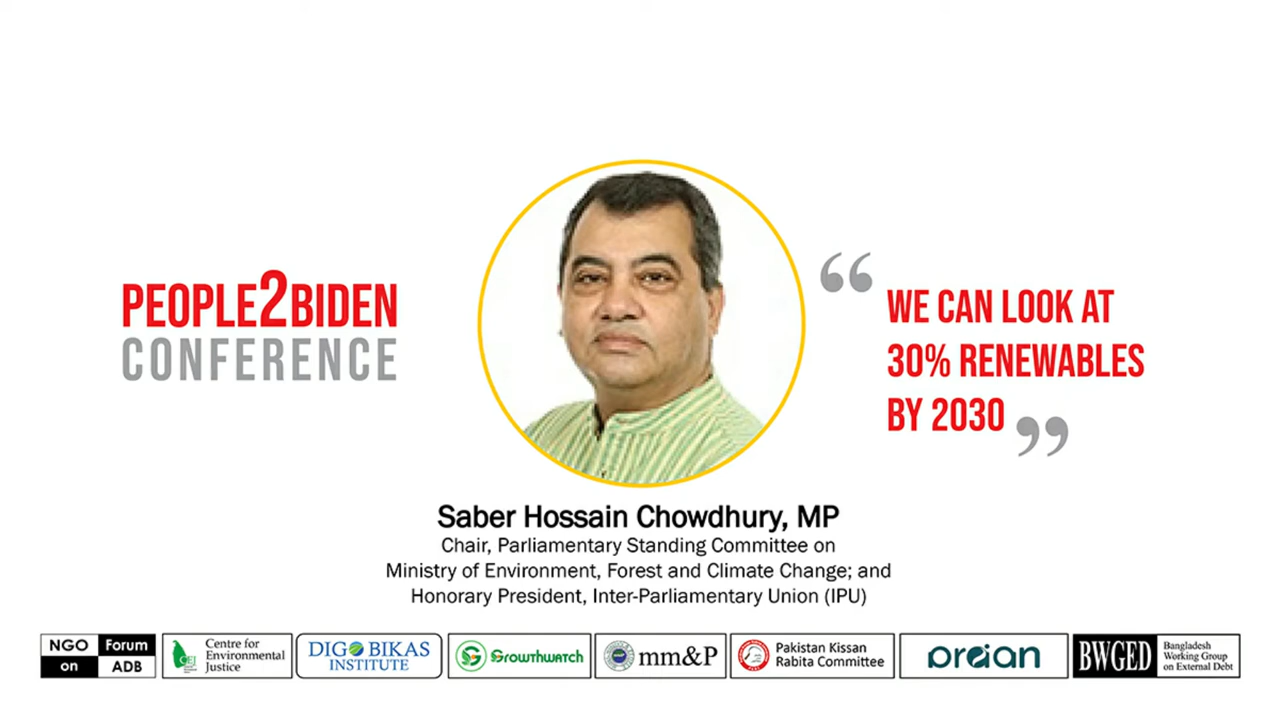 PEOPLE2BIDEN
CONFERENCE
“WE CAN LOOK AT
30% RENEWABLES
BY 2030”
Saber Hossain Chowdhury, MP
Chair, Parliamentary Standing Committee on
Ministry of Environment, Forest and Climate Change; and
Honorary President, Inter-Parliamentary Union (IPU)
NGO Forum
on ADB
CEJ
Centre for
Environmental
Justice
DIGO BIKAS
INSTITUTE
Growthwatch
mm&P
Pakistan Kissan
Rabita Committee
BWGED
Bangladesh
Working Group
on External Debt